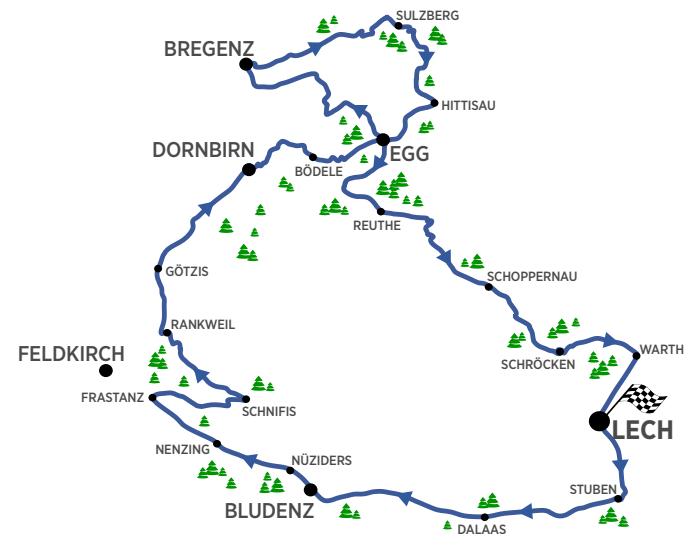 SULZBERG
BREGENZ
HITTISAU
DORNBIRN
EGG
BÖDELE
REUTHE
GÖTZIS
SCHOPPERNAU
RANKWEIL
FELDKIRCH
WARTH
SCHRÖCKEN
FRASTANZ
SCHNIFIS
LECH
NENZING
NÜZIDERS
STUBEN
BLUDENZ
DALAAS